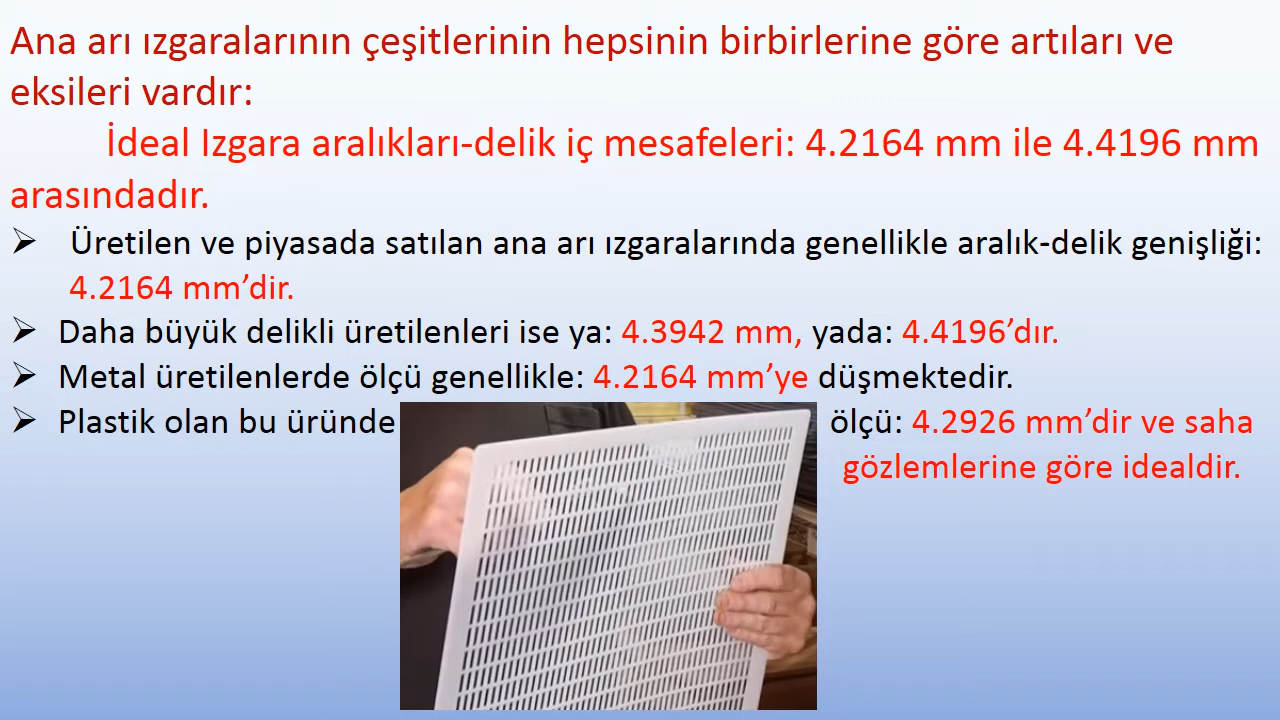 Ana arı ızgaralarının çeşitlerinin hepsinin birbirlerine göre artıları ve
eksileri vardır:
İdeal Izgara aralıkları-delik iç mesafeleri: 4.2164 mm ile 4.4196 mm
arasındadır.
➢ Üretilen ve piyasada satılan ana arı ızgaralarında genellikle aralık-delik genişliği:
4.2164 mm’dir.
➢ Daha büyük delikli üretilenleri ise ya: 4.3942 mm, yada: 4.4196’dır.
➢ Metal üretilenlerde ölçü genellikle: 4.2164 mm’ye düşmektedir.
➢ Plastik olan bu üründe ölçü: 4.2926 mm’dir ve saha
gözlemlerine göre idealdir.